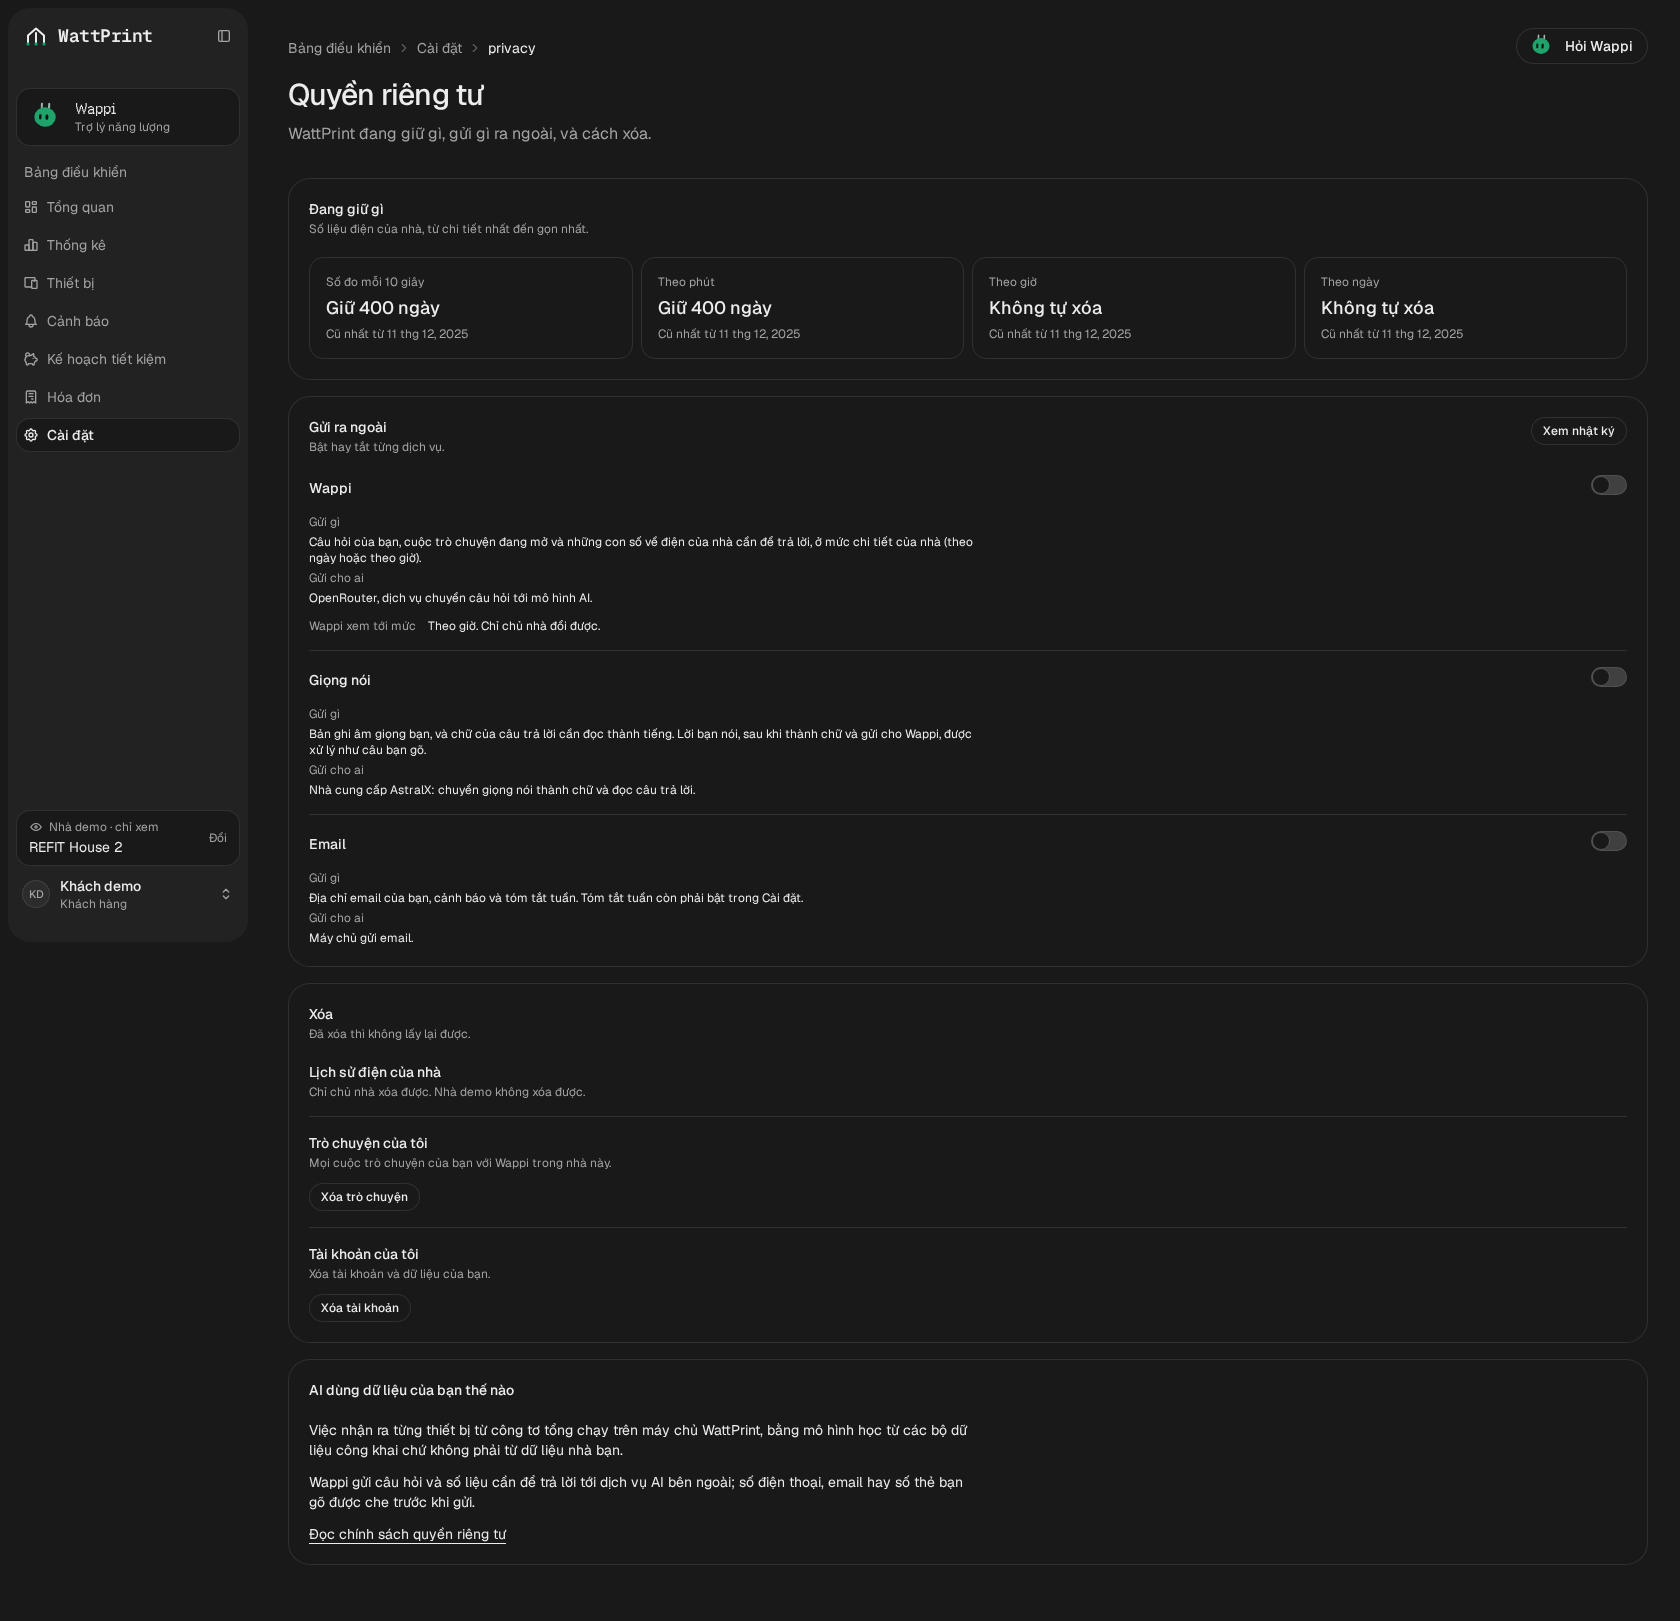 WattPrint
Wappi
Trợ lý năng lượng
Bảng điều khiển
Tổng quan
Thống kê
Thiết bị
Cảnh báo
Kế hoạch tiết kiệm
Hóa đơn
Cài đặt
Nhà demo · chỉ xem
REFIT House 2
Đổi
KD
Khách demo
Khách hàng
Bảng điều khiển > Cài đặt > privacy
Hỏi Wappi
Quyền riêng tư
WattPrint đang giữ gì, gửi gì ra ngoài, và cách xóa.
Đang giữ gì
Số liệu điện của nhà, từ chi tiết nhất đến gọn nhất.
Số đo mỗi 10 giây
Giữ 400 ngày
Cũ nhất từ 11 thg 12, 2025
Theo phút
Giữ 400 ngày
Cũ nhất từ 11 thg 12, 2025
Theo giờ
Không tự xóa
Cũ nhất từ 11 thg 12, 2025
Theo ngày
Không tự xóa
Cũ nhất từ 11 thg 12, 2025
Gửi ra ngoài
Bật hay tắt từng dịch vụ.
Xem nhật ký
Wappi
Gửi gì
Câu hỏi của bạn, cuộc trò chuyện đang mở và những con số về điện của nhà cần để trả lời, ở mức chi tiết của nhà (theo
ngày hoặc theo giờ).
Gửi cho ai
OpenRouter, dịch vụ chuyển câu hỏi tới mô hình AI.
Wappi xem tới mức Theo giờ. Chỉ chủ nhà đổi được.
Giọng nói
Gửi gì
Bản ghi âm giọng bạn, và chữ của câu trả lời cần đọc thành tiếng. Lời bạn nói, sau khi thành chữ và gửi cho Wappi, được
xử lý như câu bạn gõ.
Gửi cho ai
Nhà cung cấp AstralX: chuyển giọng nói thành chữ và đọc câu trả lời.
Email
Gửi gì
Địa chỉ email của bạn, cảnh báo và tóm tắt tuần. Tóm tắt tuần còn phải bật trong Cài đặt.
Gửi cho ai
Máy chủ gửi email.
Xóa
Đã xóa thì không lấy lại được.
Lịch sử điện của nhà
Chỉ chủ nhà xóa được. Nhà demo không xóa được.
Trò chuyện của tôi
Mọi cuộc trò chuyện của bạn với Wappi trong nhà này.
Xóa trò chuyện
Tài khoản của tôi
Xóa tài khoản và dữ liệu của bạn.
Xóa tài khoản
AI dùng dữ liệu của bạn thế nào
Việc nhận ra từng thiết bị từ công tơ tổng chạy trên máy chủ WattPrint, bằng mô hình học từ các bộ dữ
liệu công khai chứ không phải từ dữ liệu nhà bạn.
Wappi gửi câu hỏi và số liệu cần để trả lời tới dịch vụ AI bên ngoài; số điện thoại, email hay số thẻ bạn
gõ được che trước khi gửi.
Đọc chính sách quyền riêng tư